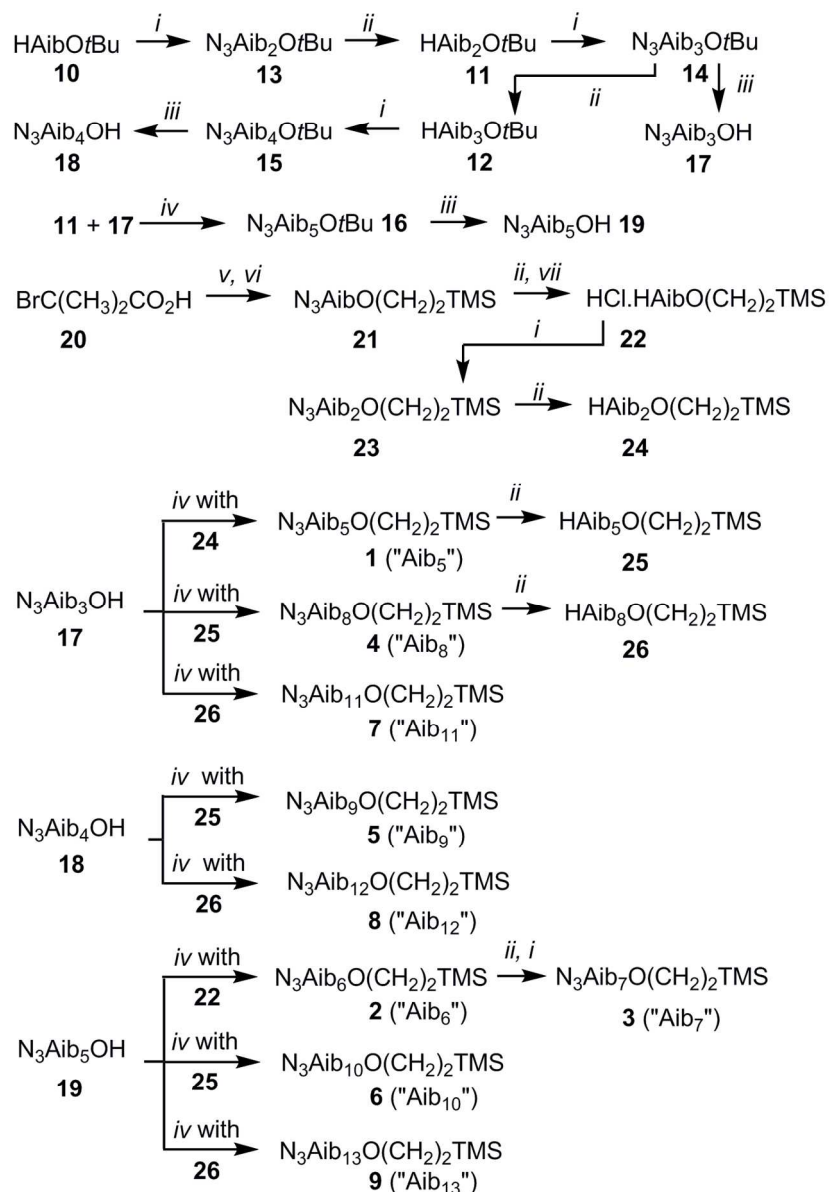 HAibOtBu i N₃Aib₂OtBu ii HAib₂OtBu i N₃Aib₃OtBu
10 13 11 14
ii iii
N₃Aib₄OH iii N₃Aib₄OtBu i HAib₃OtBu N₃Aib₃OH
18 15 12 17
11 + 17 iv N₃Aib₅OtBu 16 iii N₃Aib₅OH 19
BrC(CH₃)₂CO₂H v, vi N₃AibO(CH₂)₂TMS ii, vii HCl.HAibO(CH₂)₂TMS
20 21 22
i
N₃Aib₂O(CH₂)₂TMS ii HAib₂O(CH₂)₂TMS
23 24
iv with N₃Aib₅O(CH₂)₂TMS ii HAib₅O(CH₂)₂TMS
24 1 ("Aib₅") 25
N₃Aib₃OH iv with N₃Aib₈O(CH₂)₂TMS ii HAib₈O(CH₂)₂TMS
17 25 4 ("Aib₈") 26
iv with N₃Aib₁₁O(CH₂)₂TMS
26 7 ("Aib₁₁")
iv with N₃Aib₉O(CH₂)₂TMS
N₃Aib₄OH 25 5 ("Aib₉")
18 iv with N₃Aib₁₂O(CH₂)₂TMS
26 8 ("Aib₁₂")
iv with N₃Aib₆O(CH₂)₂TMS ii, i N₃Aib₇O(CH₂)₂TMS
22 2 ("Aib₆") 3 ("Aib₇")
N₃Aib₅OH iv with N₃Aib₁₀O(CH₂)₂TMS
19 25 6 ("Aib₁₀")
iv with N₃Aib₁₃O(CH₂)₂TMS
26 9 ("Aib₁₃")